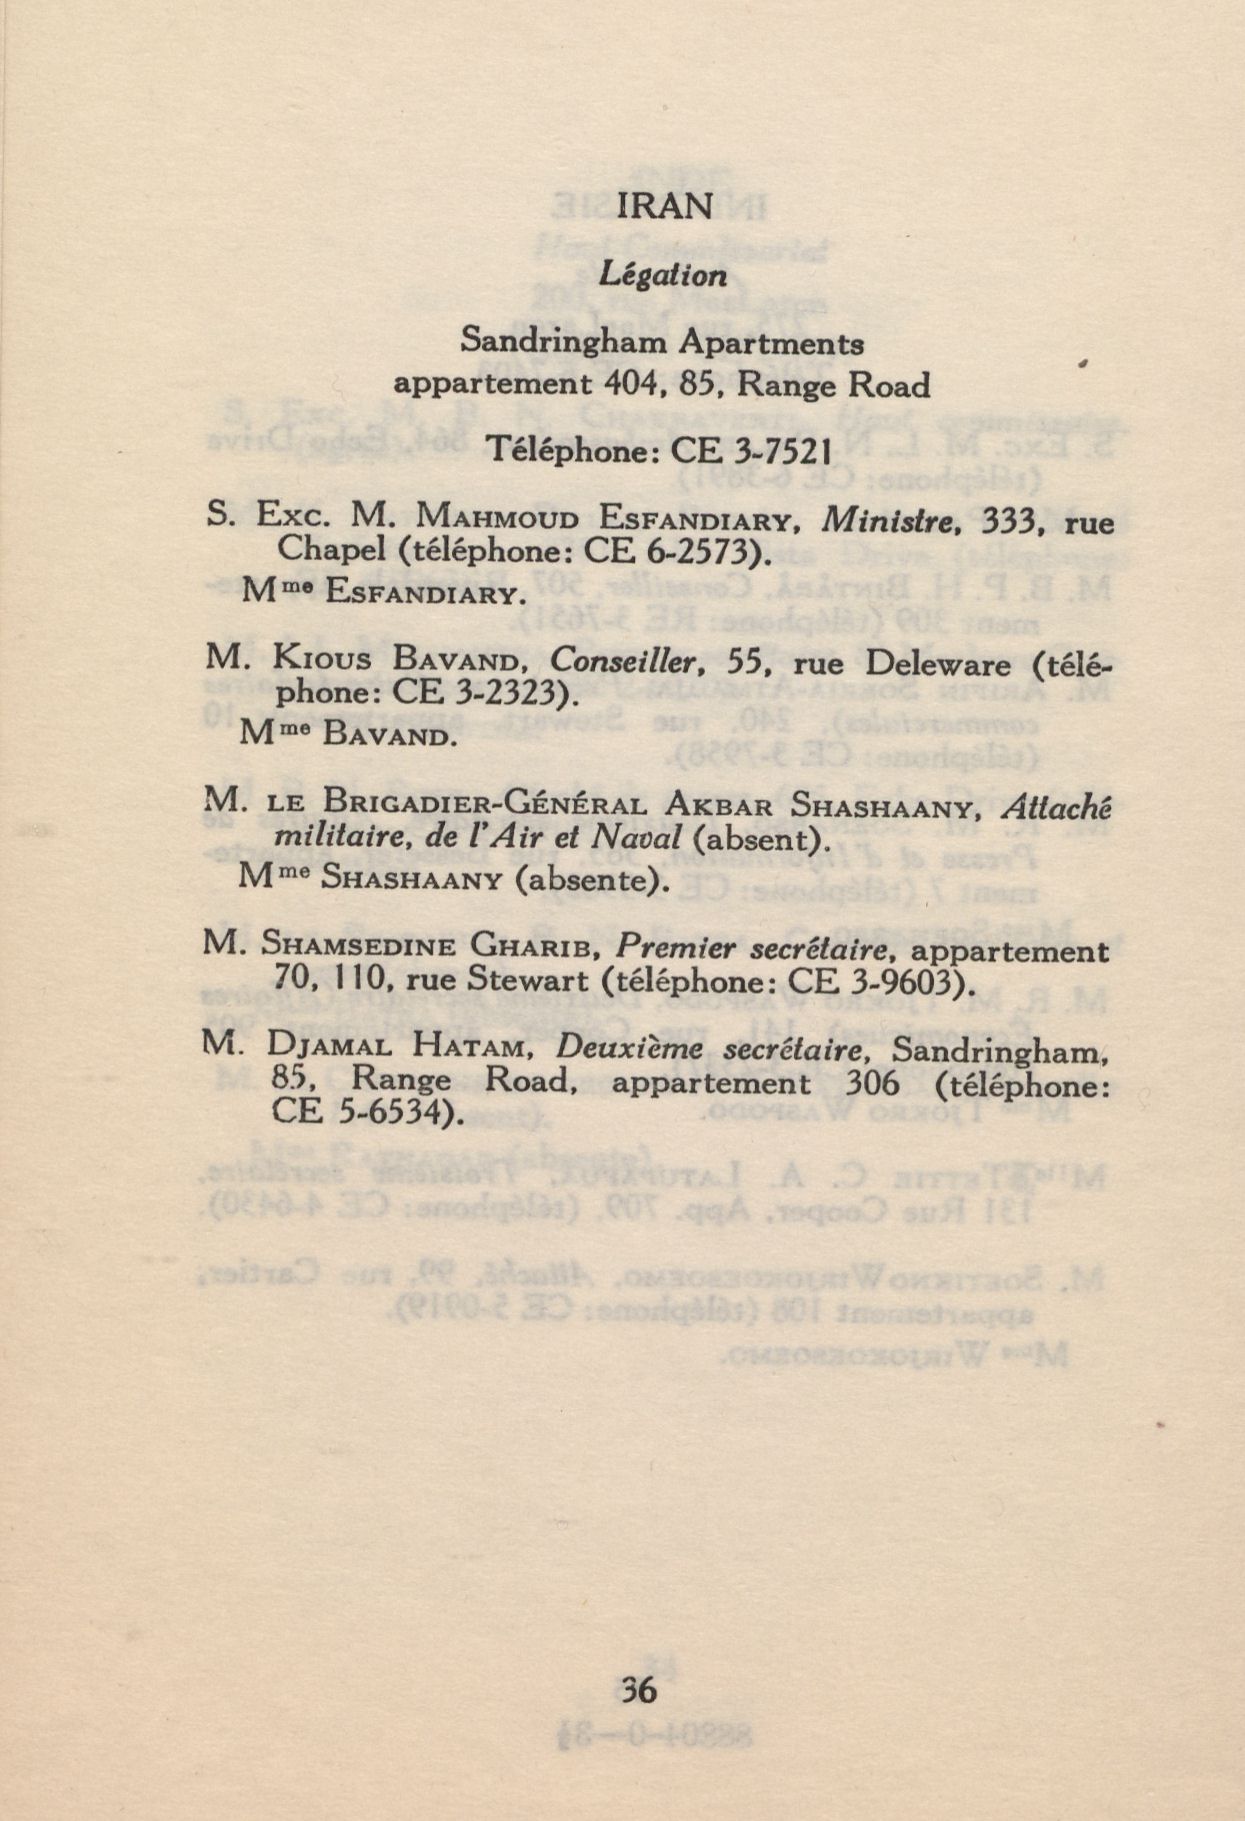 IRAN
Légation
Sandringham Apartments
appartement 404, 85, Range Road
Téléphone: CE 3-7521
S. Exc. M. Mahmoud Esfandiary, Ministre, 333, rue
Chapel (téléphone: CE 6-2573).
Mme Esfandiary.
M. Kious Bavand, Conseiller, 55, rue Deleware (télé-
phone: CE 3-2323).
Mme Bavand.
M. le Brigadier-Général Akbar Shashaany, Attaché
militaire, de l'Air et Naval (absent).
Mme Shashaany (absente).
M. Shamsedine Gharib, Premier secrétaire, appartement
70, 110, rue Stewart (téléphone: CE 3-9603).
M. Djamal Hatam, Deuxième secrétaire, Sandringham,
85, Range Road, appartement 306 (téléphone:
CE 5-6534).
36